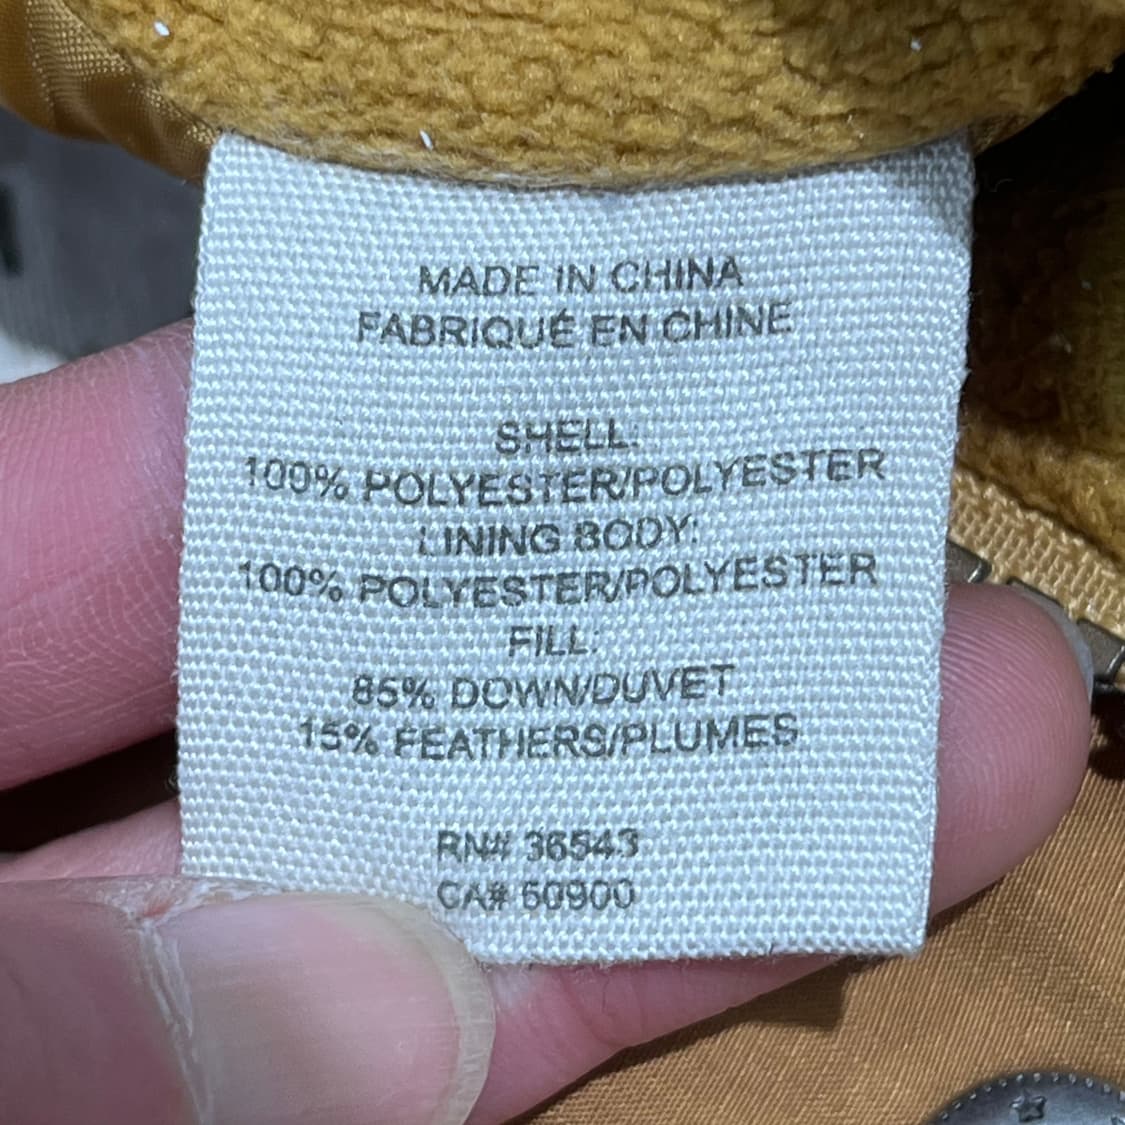 MADE IN CHINA
FABRIQUÉ EN CHINE
SHELL:
100% POLYESTER/POLYESTER
LINING BODY:
100% POLYESTER/POLYESTER
FILL:
85% DOWN/DUVET
15% FEATHERS/PLUMES
RN# 36543
CA# 50900